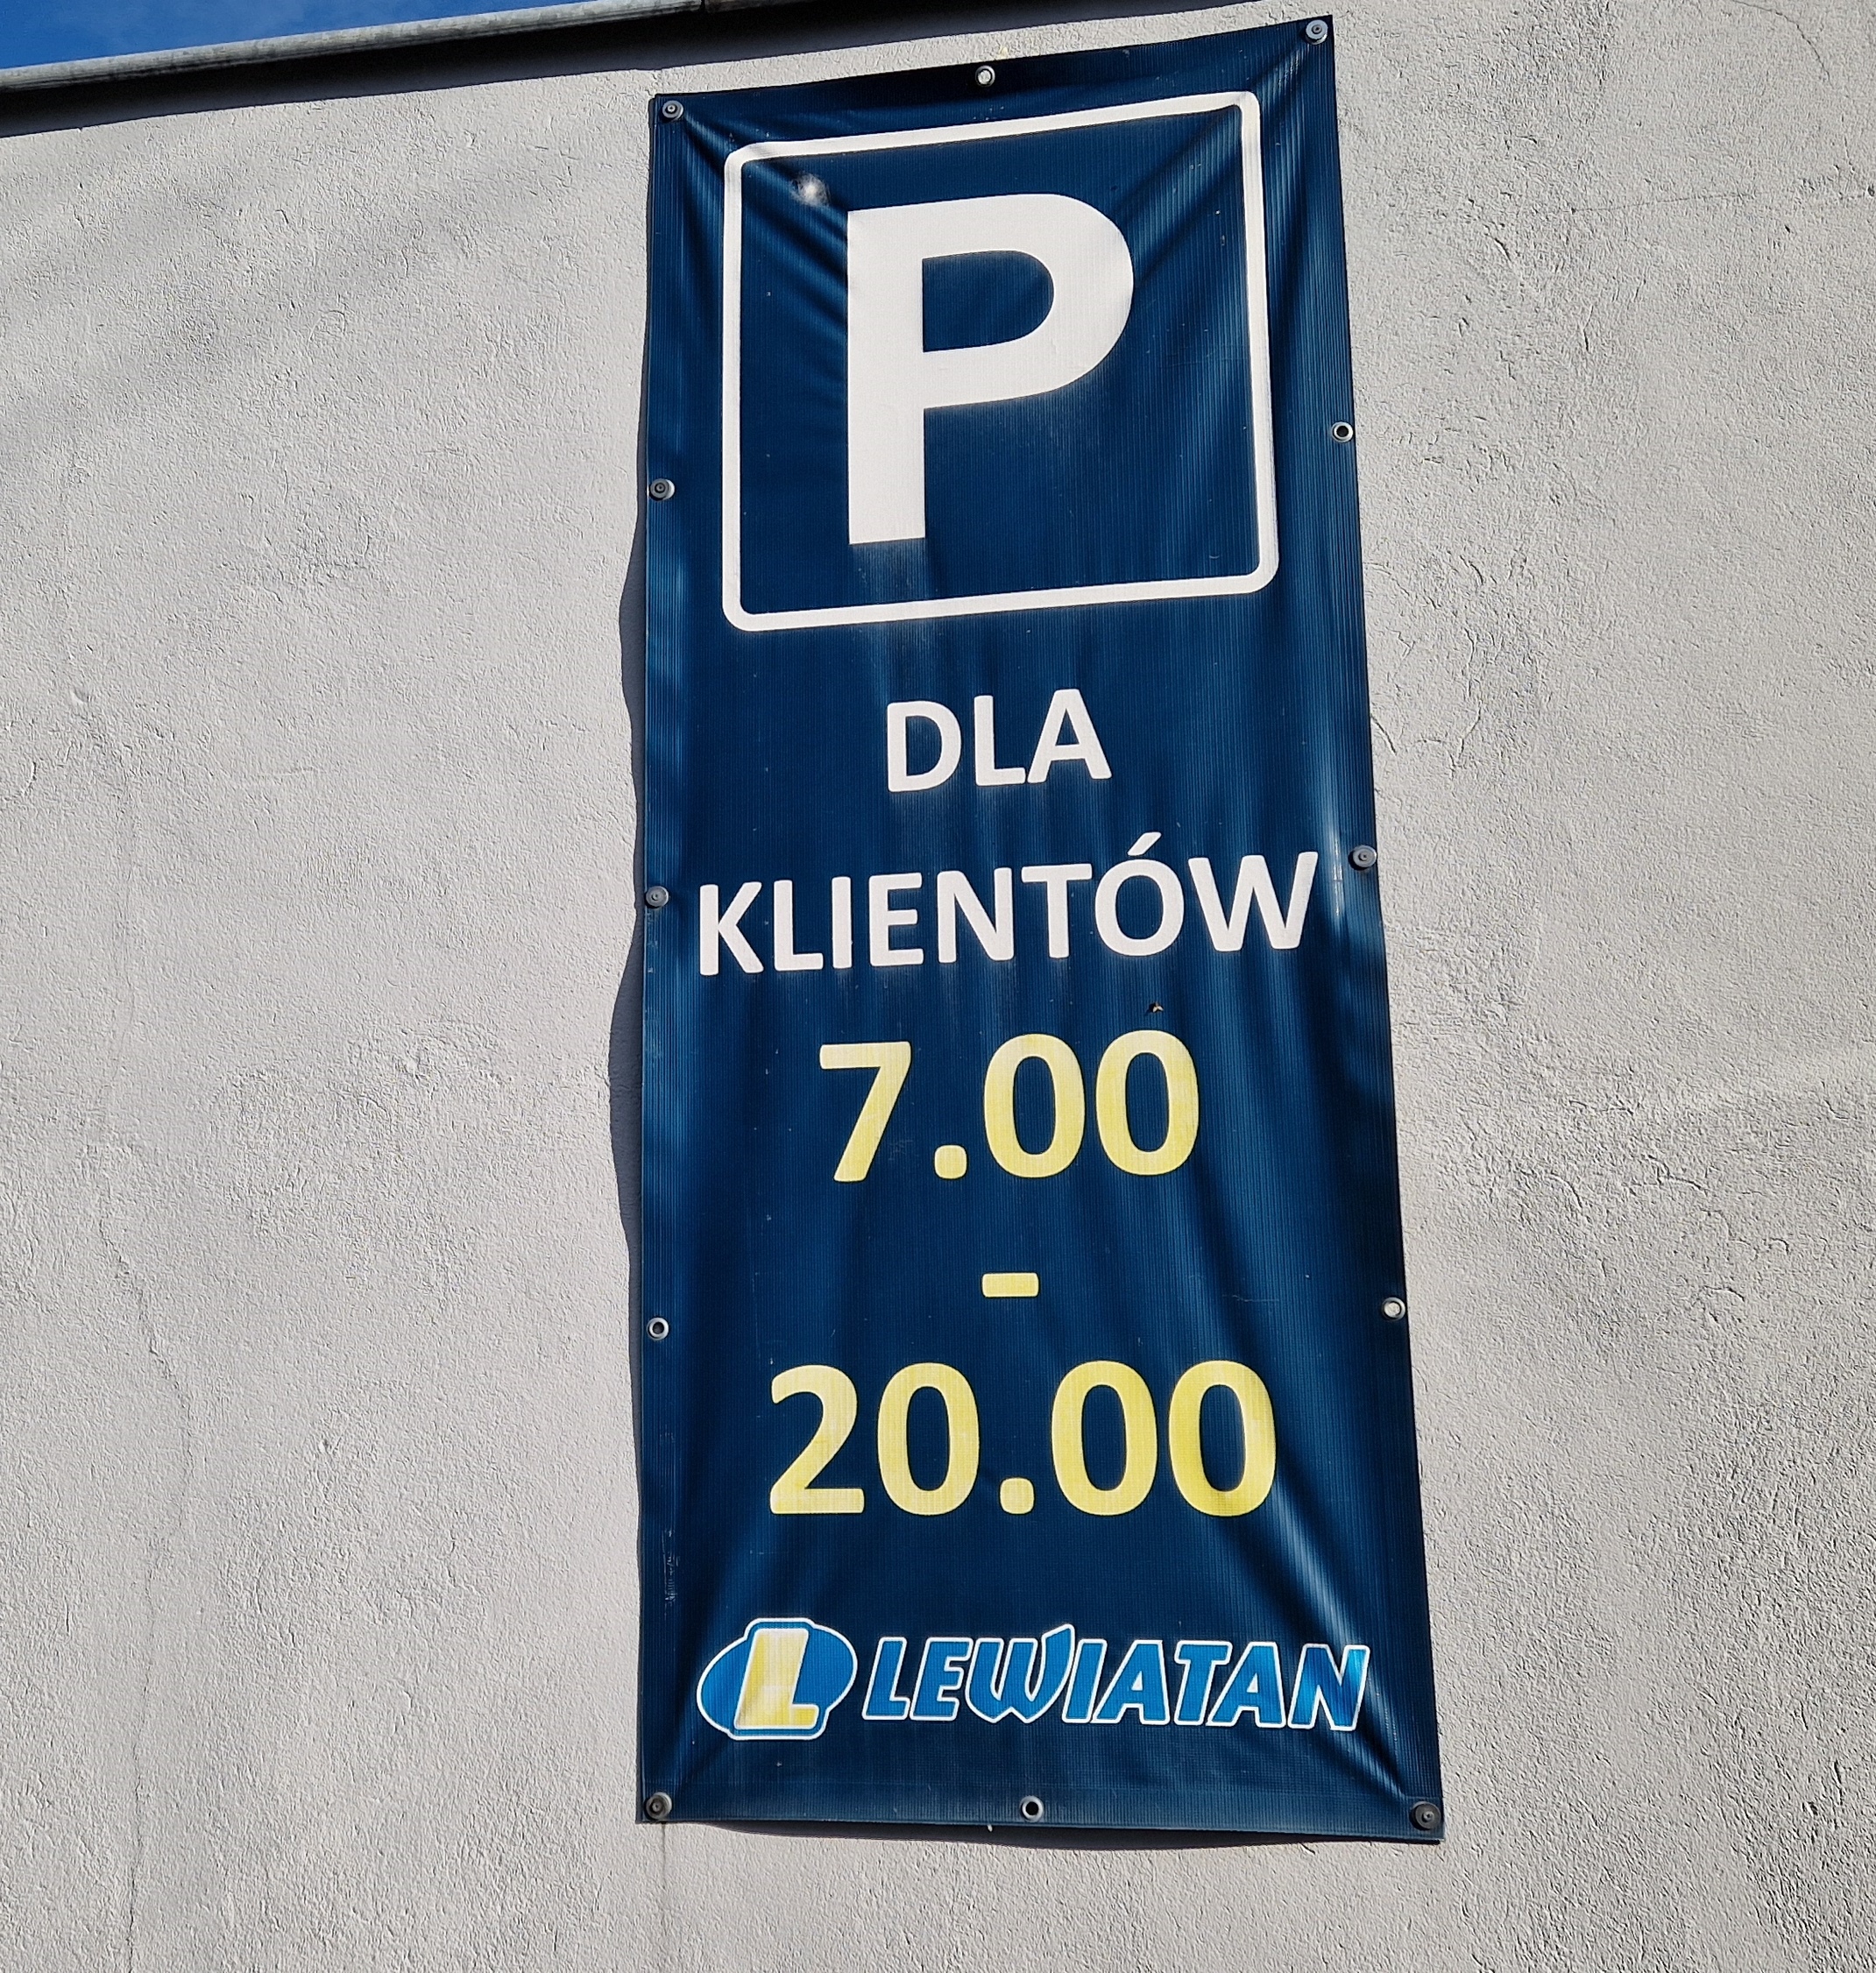 P
DLA
KLIENTÓW
7.00
-
20.00
L LEWIATAN